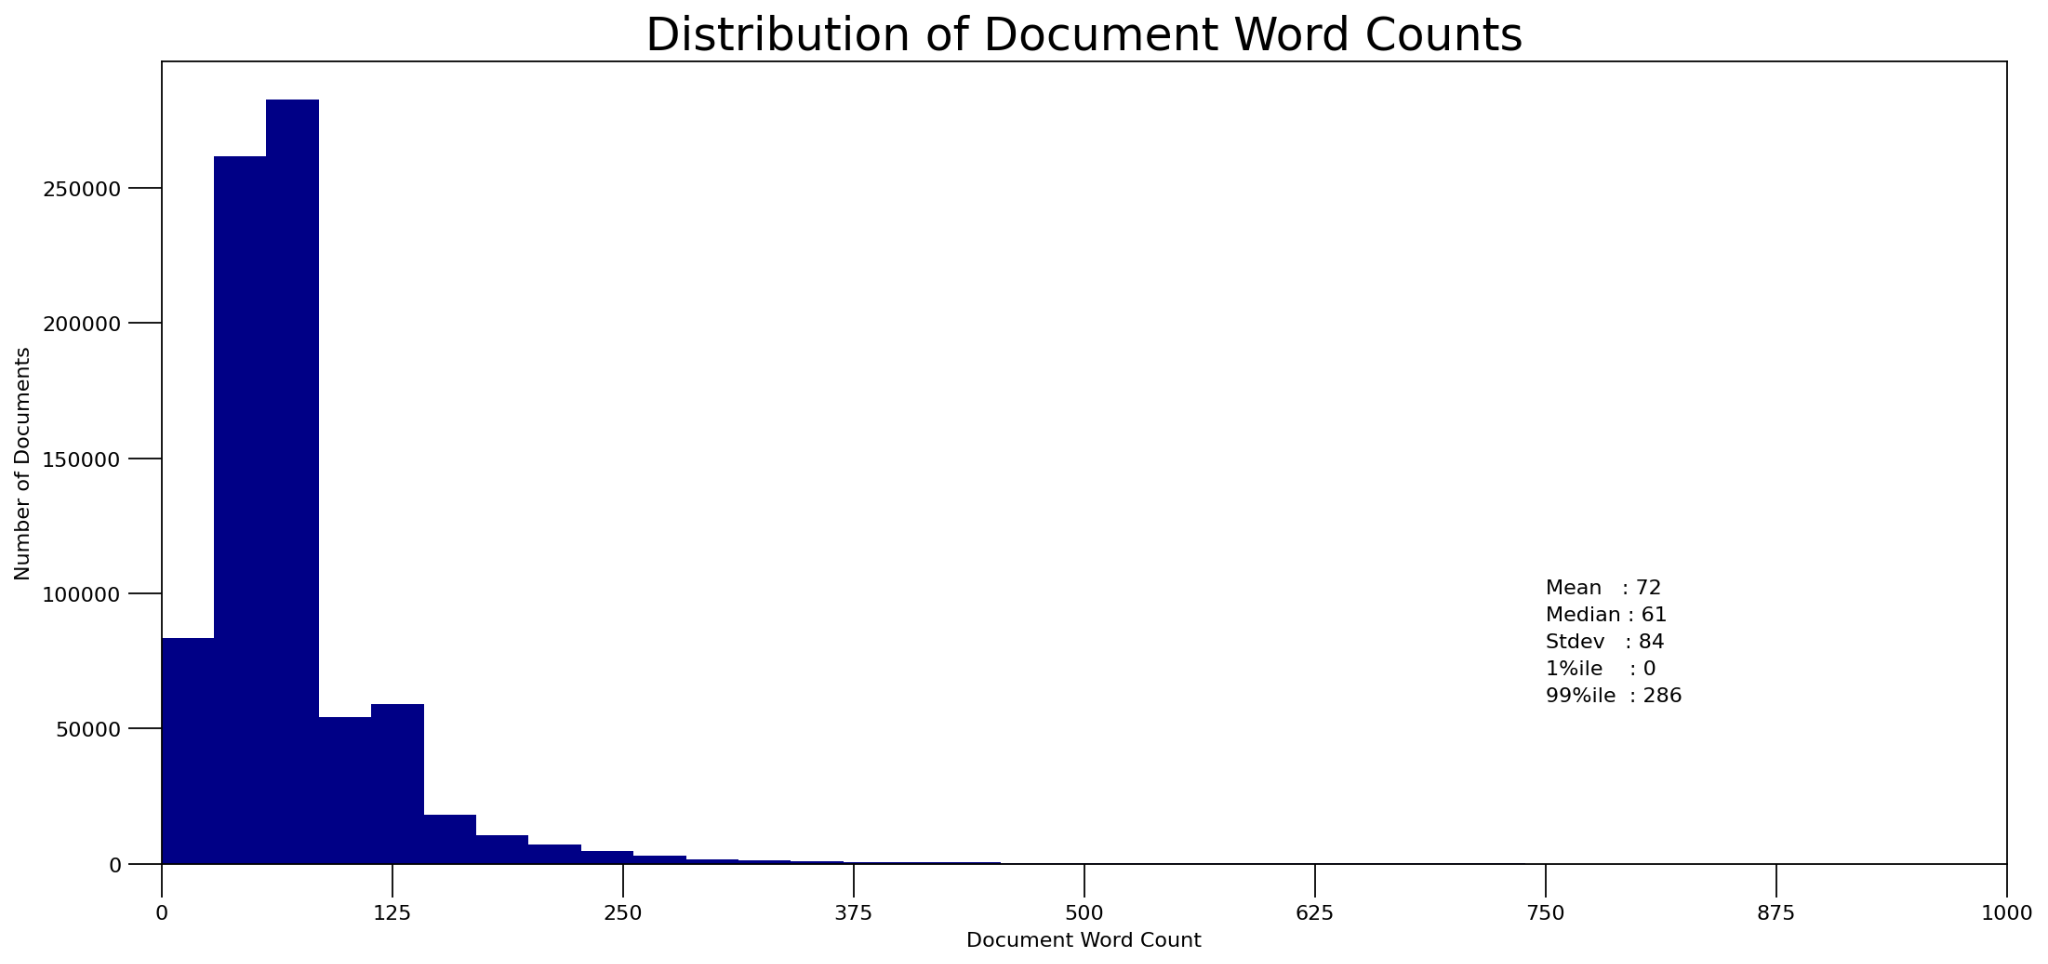 Distribution of Document Word Counts
Number of Documents
250000
200000
150000
100000
50000
0
Mean   : 72
Median : 61
Stdev   : 84
1%ile    : 0
99%ile  : 286
0 125 250 375 500 625 750 875 1000
Document Word Count